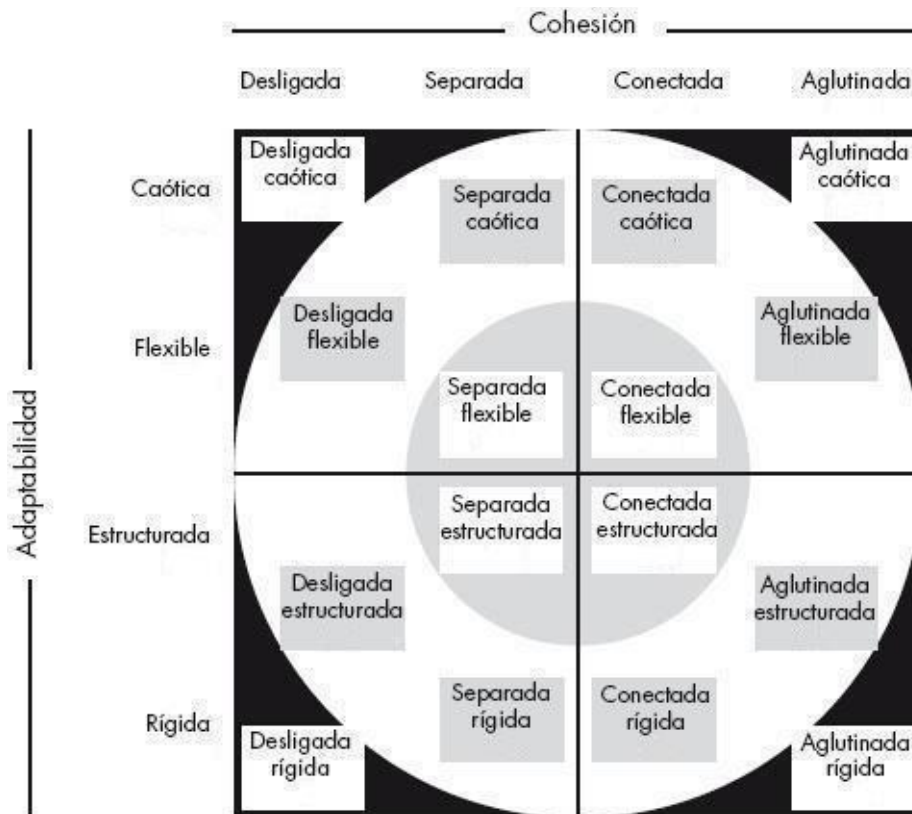 Cohesión
Desligada Separada Conectada Aglutinada
Adaptabilidad
Caótica
Flexible
Estructurada
Rígida
Desligada
caótica
Separada
caótica
Conectada
caótica
Aglutinada
caótica
Desligada
flexible
Separada
flexible
Conectada
flexible
Aglutinada
flexible
Separada
estructurada
Conectada
estructurada
Desligada
estructurada
Aglutinada
estructurada
Desligada
rígida
Separada
rígida
Conectada
rígida
Aglutinada
rígida